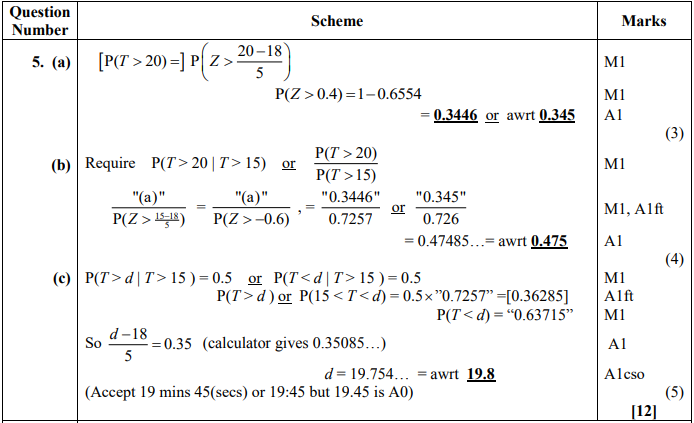 Question Number Scheme Marks
5. (a) [P(T > 20) =] P(Z > (20 – 18)/5) M1
P(Z > 0.4) = 1 – 0.6554 M1
= 0.3446 or awrt 0.345 A1
(3)
(b) Require P(T > 20 | T > 15) or P(T > 20)/P(T > 15) M1
"(a)"/P(Z > (15–18)/5) = "(a)"/P(Z > –0.6) , = "0.3446"/0.7257 or "0.345"/0.726 M1, A1ft
= 0.47485…= awrt 0.475 A1
(4)
(c) P(T > d | T > 15 ) = 0.5 or P(T < d | T > 15 ) = 0.5 M1
P(T > d ) or P(15 < T < d) = 0.5×"0.7257" =[0.36285] A1ft
P(T < d) = "0.63715" M1
So (d – 18)/5 = 0.35 (calculator gives 0.35085…) A1
d = 19.754… = awrt 19.8 A1cso
(Accept 19 mins 45(secs) or 19:45 but 19.45 is A0) (5)
[12]